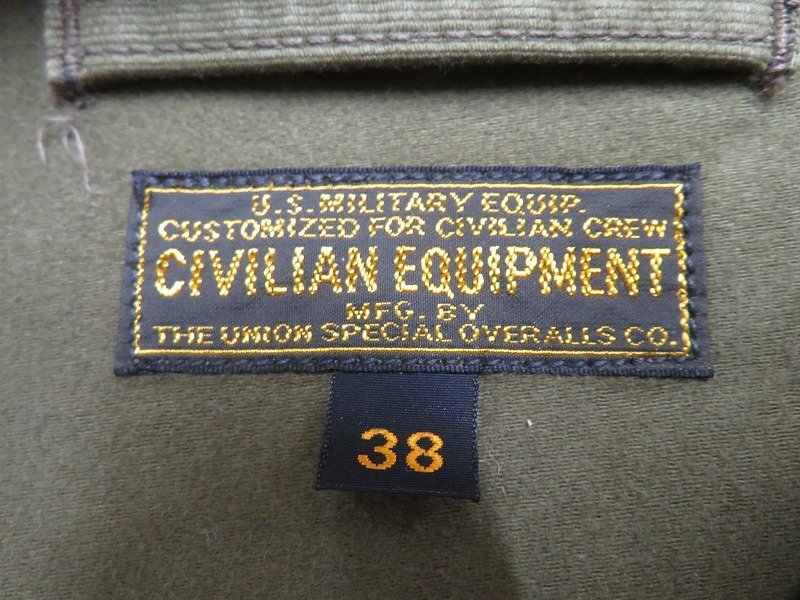 U.S. MILITARY EQUIP.
CUSTOMIZED FOR CIVILIAN CREW
CIVILIAN EQUIPMENT
MFG. BY
THE UNION SPECIAL OVERALLS CO.
38